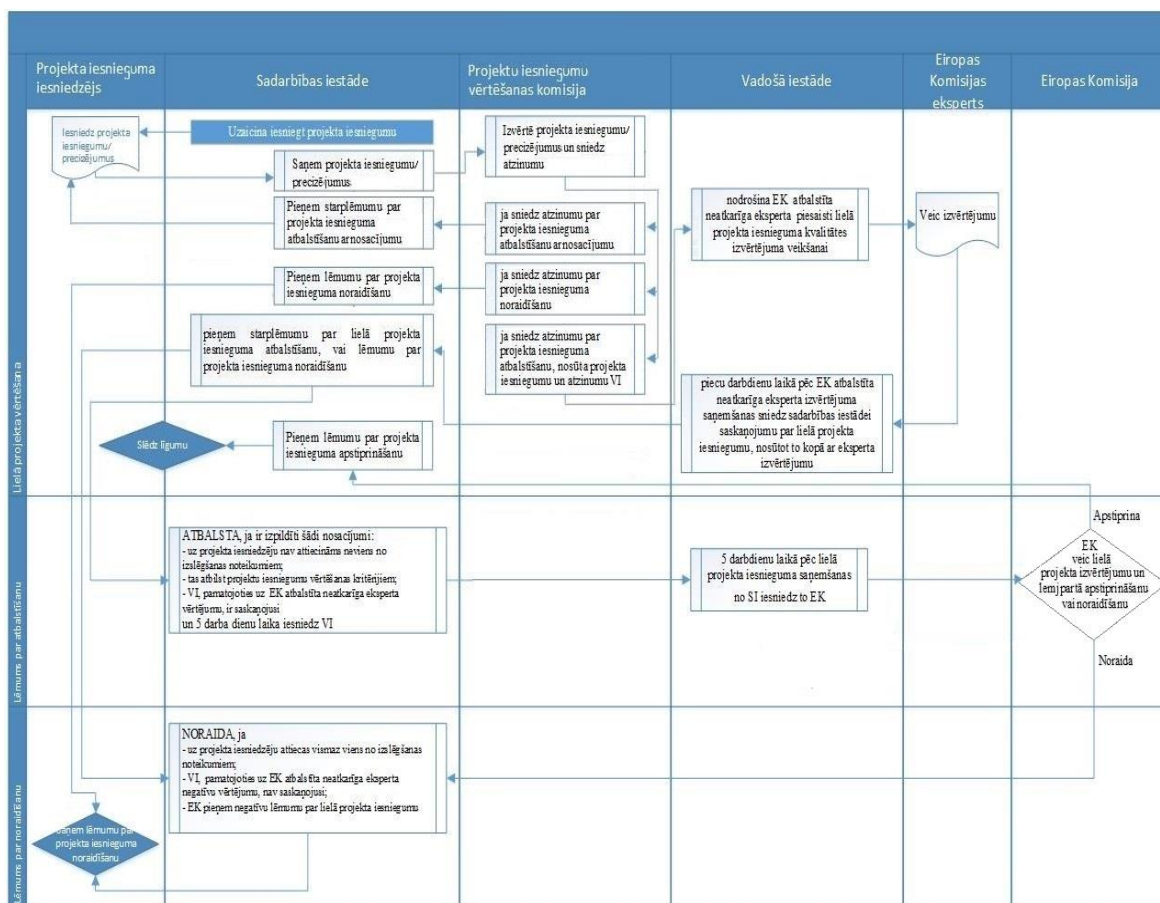 Projekta iesnieguma
iesniedzējs
Sadarbības iestāde
Projektu iesniegumu
vērtēšanas komisija
Vadošā iestāde
Eiropas
Komisijas
eksperts
Eiropas Komisija
Lielā projekta vērtēšana
Iesniedz projekta
iesniegumu/
precizējumus
Uzaicina iesniegt projekta iesniegumu
Saņem projekta iesniegumu/
precizējumus
Izvērtē projekta iesniegumu/
precizējumus un sniedz
atzinumu
Pieņem starplēmumu par
projekta iesnieguma
atbalstīšanu arnosacījumu
ja sniedz atzinumu par
projekta iesnieguma
atbalstīšanu arnosacījumu
nodrošina EK atbalstīta
neatkarīga eksperta piesaisti lielā
projekta iesnieguma kvalitātes
izvērtējuma veikšanai
Veic izvērtējumu
Pieņem lēmumu par projekta
iesnieguma noraidīšanu
ja sniedz atzinumu par
projekta iesnieguma
noraidīšanu
pieņem starplēmumu par lielā projekta
iesnieguma atbalstīšanu, vai lēmumu par
projekta iesnieguma noraidīšanu
ja sniedz atzinumu par
projekta iesnieguma
atbalstīšanu, nosūta projekta
iesniegumu un atzinumu VI
piecu darbdienu laikā pēc EK atbalstīta
neatkarīga eksperta izvērtējuma
saņemšanas sniedz sadarbības iestādei
saskaņojumu par lielā projekta
iesniegumu, nosūtot to kopā ar eksperta
izvērtējumu
Slēdz līgumu
Pieņem lēmumu par projekta
iesnieguma apstiprināšanu
Lēmums par atbalstīšanu
ATBALSTA, ja ir izpildīti šādi nosacījumi:
- uz projekta iesniedzēju nav attiecināms neviens no
izslēgšanas noteikumiem;
- tas atbilst projektu iesniegumu vērtēšanas kritērijiem;
- VI, pamatojoties uz EK atbalstīta neatkarīga eksperta
vērtējumu, ir saskaņojusi
un 5 darba dienu laika iesniedz VI
5 darbdienu laikā pēc lielā
projekta iesnieguma saņemšanas
no SI iesniedz to EK
Apstiprina
EK
veic lielā
projekta izvērtējumu un
lemj partā apstiprināšanu
vai noraidīšanu
Noraida
Lēmums par noraidīšanu
NORAIDA, ja
- uz projekta iesniedzēju attiecas vismaz viens no izslēgšanas
noteikumiem;
- VI, pamatojoties uz EK atbalstīta neatkarīga eksperta
negatīvu vērtējumu, nav saskaņojusi;
- EK pieņem negatīvu lēmumu par lielā projekta iesniegumu
Saņem lēmumu par
projekta iesnieguma
noraidīšanu